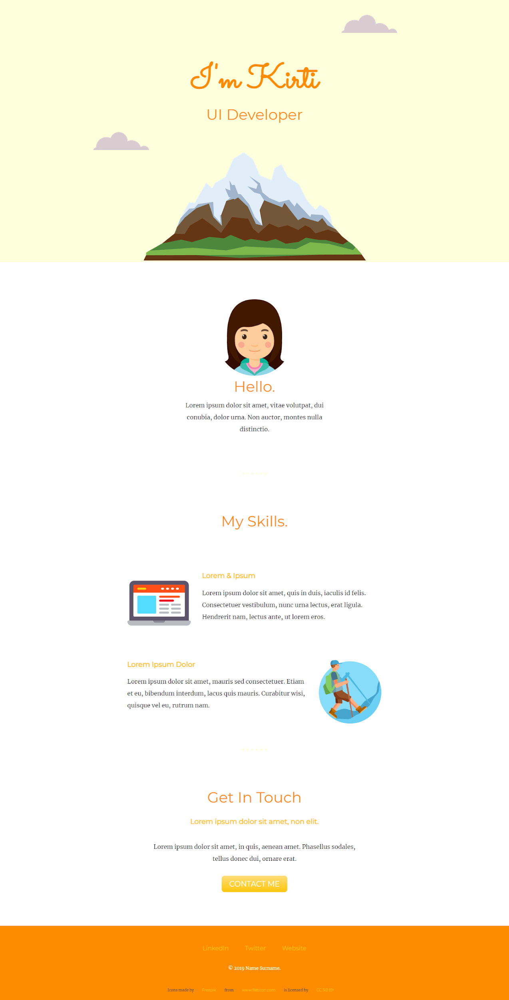 I'm Kirti
UI Developer
Hello.
Lorem ipsum dolor sit amet, vitae volutpat, dui
conubia, dolor urna. Non auctor, montes nulla
distinctio.
My Skills.
Lorem & Ipsum
Lorem ipsum dolor sit amet, quis in duis, iaculis id felis.
Consectetuer vestibulum, nunc urna lectus, erat ligula.
Hendrerit nam, lectus ante, ut lorem eros.
Lorem Ipsum Dolor
Lorem ipsum dolor sit amet, mauris sed consectetuer. Etiam
et eu, bibendum interdum, lacus quis mauris. Curabitur wisi,
quisque vel eu, rutrum nam.
Get In Touch
Lorem ipsum dolor sit amet, non elit.
Lorem ipsum dolor sit amet, in quis, aenean amet. Phasellus sodales,
tellus donec dui, ornare erat.
CONTACT ME
LinkedIn Twitter Website
© 2019 Name Surname.
Icons made by Freepik from www.flaticon.com is licensed by CC 3.0 BY